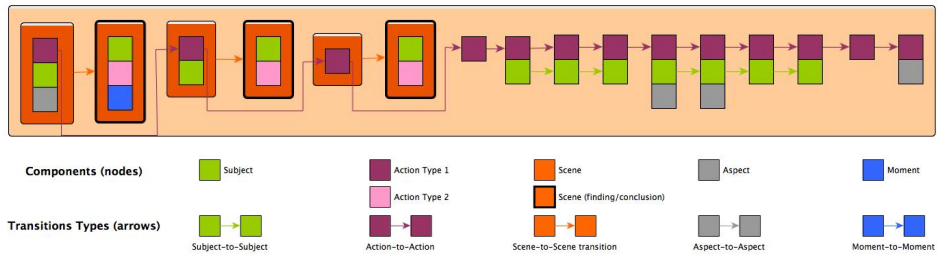 Components (nodes)
Subject
Action Type 1
Scene
Aspect
Moment
Action Type 2
Scene (finding/conclusion)
Transitions Types (arrows)
Subject-to-Subject
Action-to-Action
Scene-to-Scene transition
Aspect-to-Aspect
Moment-to-Moment